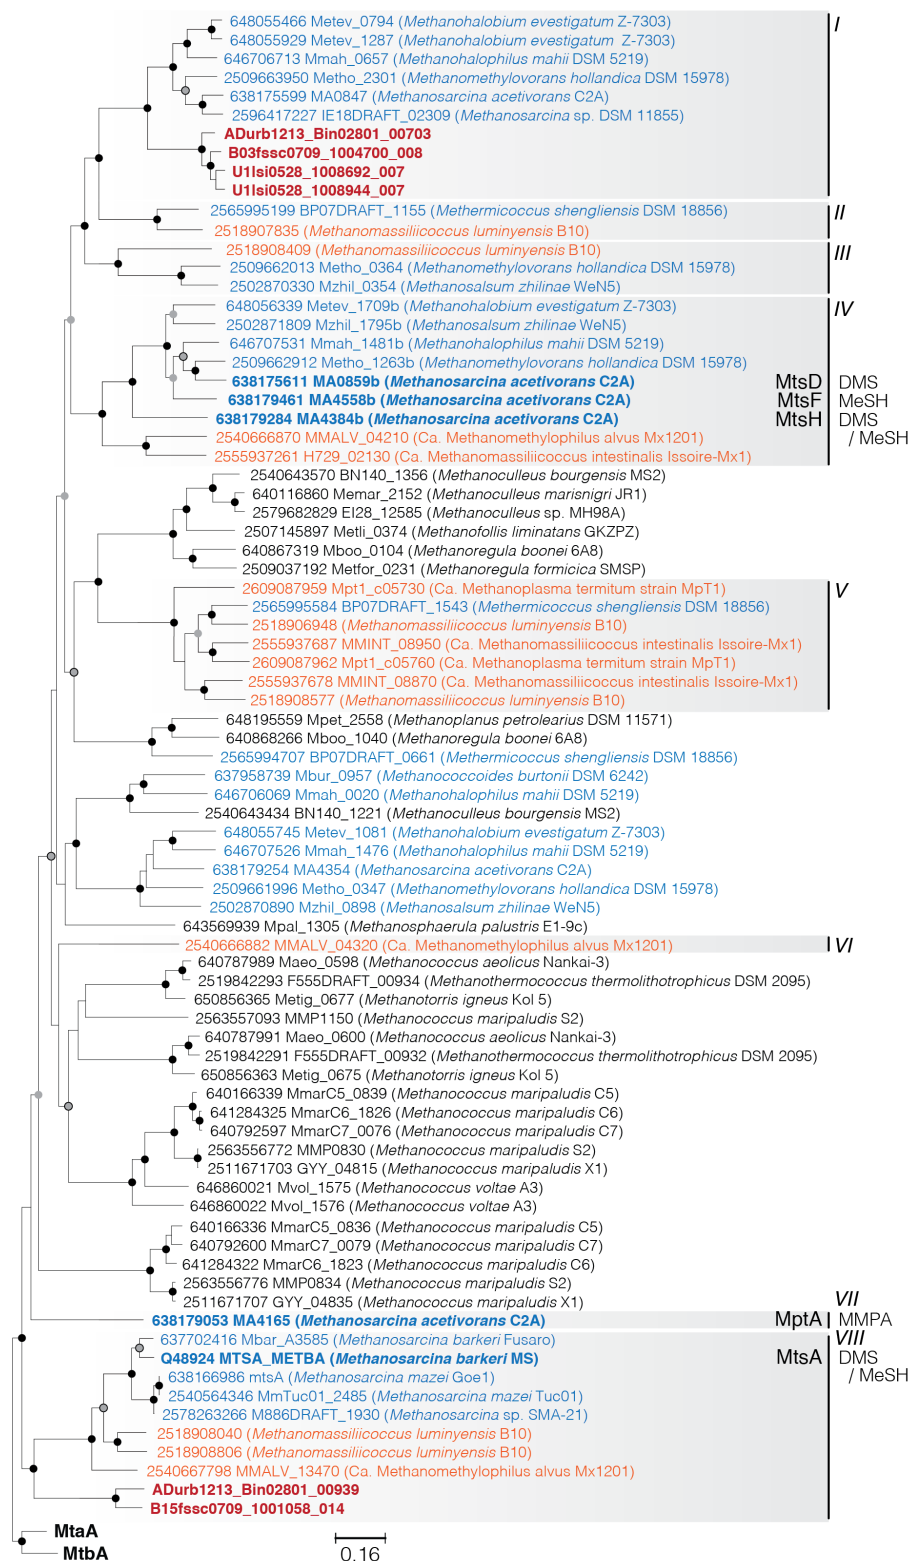 648055466 Metev_0794 (Methanohalobium evestigatum Z-7303)
I
648055929 Metev_1287 (Methanohalobium evestigatum Z-7303)
646706713 Mmah_0657 (Methanohalophilus mahii DSM 5219)
2509663950 Metho_2301 (Methanomethylovorans hollandica DSM 15978)
638175599 MA0847 (Methanosarcina acetivorans C2A)
2596417227 IE18DRAFT_02309 (Methanosarcina sp. DSM 11855)
ADurb1213_Bin02801_00703
B03fssc0709_1004700_008
U1lsi0528_1008692_007
U1lsi0528_1008944_007
2565995199 BP07DRAFT_1155 (Methermicoccus shengliensis DSM 18856)
II
2518907835 (Methanomassiliicoccus luminyensis B10)
2518908409 (Methanomassiliicoccus luminyensis B10)
III
2509662013 Metho_0364 (Methanomethylovorans hollandica DSM 15978)
2502870330 Mzhil_0354 (Methanosalsum zhilinae WeN5)
648056339 Metev_1709b (Methanohalobium evestigatum Z-7303)
IV
2502871809 Mzhil_1795b (Methanosalsum zhilinae WeN5)
646707531 Mmah_1481b (Methanohalophilus mahii DSM 5219)
2509662912 Metho_1263b (Methanomethylovorans hollandica DSM 15978)
638175611 MA0859b (Methanosarcina acetivorans C2A) MtsD DMS
638179461 MA4558b (Methanosarcina acetivorans C2A) MtsF MeSH
638179284 MA4384b (Methanosarcina acetivorans C2A) MtsH DMS
2540666870 MMALV_04210 (Ca. Methanomethylophilus alvus Mx1201) / MeSH
2555937261 H729_02130 (Ca. Methanomassiliicoccus intestinalis Issoire-Mx1)
2540643570 BN140_1356 (Methanoculleus bourgensis MS2)
640116860 Memar_2152 (Methanoculleus marisnigri JR1)
2579682829 EI28_12585 (Methanoculleus sp. MH98A)
2507145897 Metli_0374 (Methanofollis liminatans GKZPZ)
640867319 Mboo_0104 (Methanoregula boonei 6A8)
2509037192 Metfor_0231 (Methanoregula formicica SMSP)
2609087959 Mpt1_c05730 (Ca. Methanoplasma termitum strain MpT1)
V
2565995584 BP07DRAFT_1543 (Methermicoccus shengliensis DSM 18856)
2518906948 (Methanomassiliicoccus luminyensis B10)
2555937687 MMINT_08950 (Ca. Methanomassiliicoccus intestinalis Issoire-Mx1)
2609087962 Mpt1_c05760 (Ca. Methanoplasma termitum strain MpT1)
2555937678 MMINT_08870 (Ca. Methanomassiliicoccus intestinalis Issoire-Mx1)
2518908577 (Methanomassiliicoccus luminyensis B10)
648195559 Mpet_2558 (Methanoplanus petrolearius DSM 11571)
640868266 Mboo_1040 (Methanoregula boonei 6A8)
2565994707 BP07DRAFT_0661 (Methermicoccus shengliensis DSM 18856)
637958739 Mbur_0957 (Methanococcoides burtonii DSM 6242)
646706069 Mmah_0020 (Methanohalophilus mahii DSM 5219)
2540643434 BN140_1221 (Methanoculleus bourgensis MS2)
648055745 Metev_1081 (Methanohalobium evestigatum Z-7303)
646707526 Mmah_1476 (Methanohalophilus mahii DSM 5219)
638179254 MA4354 (Methanosarcina acetivorans C2A)
2509661996 Metho_0347 (Methanomethylovorans hollandica DSM 15978)
2502870890 Mzhil_0898 (Methanosalsum zhilinae WeN5)
643569939 Mpal_1305 (Methanosphaerula palustris E1-9c)
2540666882 MMALV_04320 (Ca. Methanomethylophilus alvus Mx1201)
VI
640787989 Maeo_0598 (Methanococcus aeolicus Nankai-3)
2519842293 F555DRAFT_00934 (Methanothermococcus thermolithotrophicus DSM 2095)
650856365 Metig_0677 (Methanotorris igneus Kol 5)
2563557093 MMP1150 (Methanococcus maripaludis S2)
640787991 Maeo_0600 (Methanococcus aeolicus Nankai-3)
2519842291 F555DRAFT_00932 (Methanothermococcus thermolithotrophicus DSM 2095)
650856363 Metig_0675 (Methanotorris igneus Kol 5)
640166339 MmarC5_0839 (Methanococcus maripaludis C5)
641284325 MmarC6_1826 (Methanococcus maripaludis C6)
640792597 MmarC7_0076 (Methanococcus maripaludis C7)
2563556772 MMP0830 (Methanococcus maripaludis S2)
2511671703 GYY_04815 (Methanococcus maripaludis X1)
646860021 Mvol_1575 (Methanococcus voltae A3)
646860022 Mvol_1576 (Methanococcus voltae A3)
640166336 MmarC5_0836 (Methanococcus maripaludis C5)
640792600 MmarC7_0079 (Methanococcus maripaludis C7)
641284322 MmarC6_1823 (Methanococcus maripaludis C6)
2563556776 MMP0834 (Methanococcus maripaludis S2)
2511671707 GYY_04835 (Methanococcus maripaludis X1)
VII
638179053 MA4165 (Methanosarcina acetivorans C2A) MptA MMPA
637702416 Mbar_A3585 (Methanosarcina barkeri Fusaro)
VIII
Q48924 MTSA_METBA (Methanosarcina barkeri MS) MtsA DMS
638166986 mtsA (Methanosarcina mazei Goe1) / MeSH
2540564346 MmTuc01_2485 (Methanosarcina mazei Tuc01)
2578263266 M886DRAFT_1930 (Methanosarcina sp. SMA-21)
2518908040 (Methanomassiliicoccus luminyensis B10)
2518908806 (Methanomassiliicoccus luminyensis B10)
2540667798 MMALV_13470 (Ca. Methanomethylophilus alvus Mx1201)
ADurb1213_Bin02801_00939
B15fssc0709_1001058_014
MtaA
MtbA
0.16